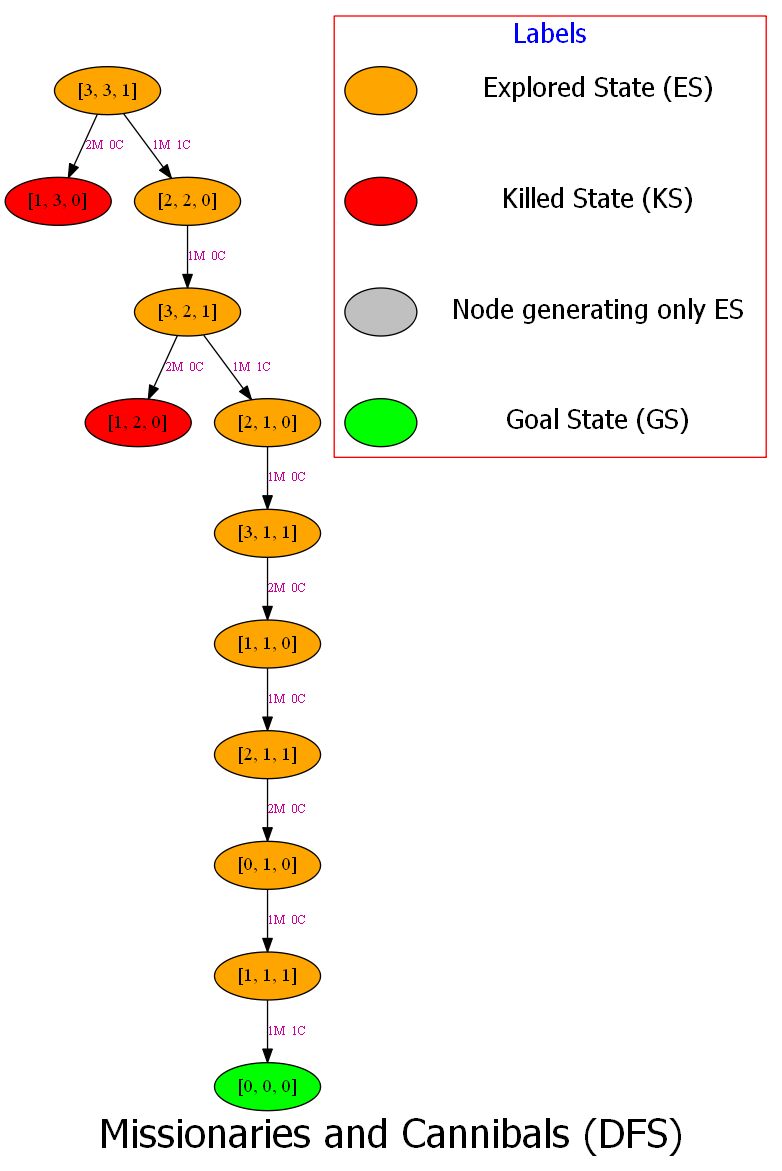 Labels
[3, 3, 1]
Explored State (ES)
2M 0C
1M 1C
[1, 3, 0]
[2, 2, 0]
Killed State (KS)
1M 0C
[3, 2, 1]
Node generating only ES
2M 0C
1M 1C
[1, 2, 0]
[2, 1, 0]
Goal State (GS)
1M 0C
[3, 1, 1]
2M 0C
[1, 1, 0]
1M 0C
[2, 1, 1]
2M 0C
[0, 1, 0]
1M 0C
[1, 1, 1]
1M 1C
[0, 0, 0]
Missionaries and Cannibals (DFS)